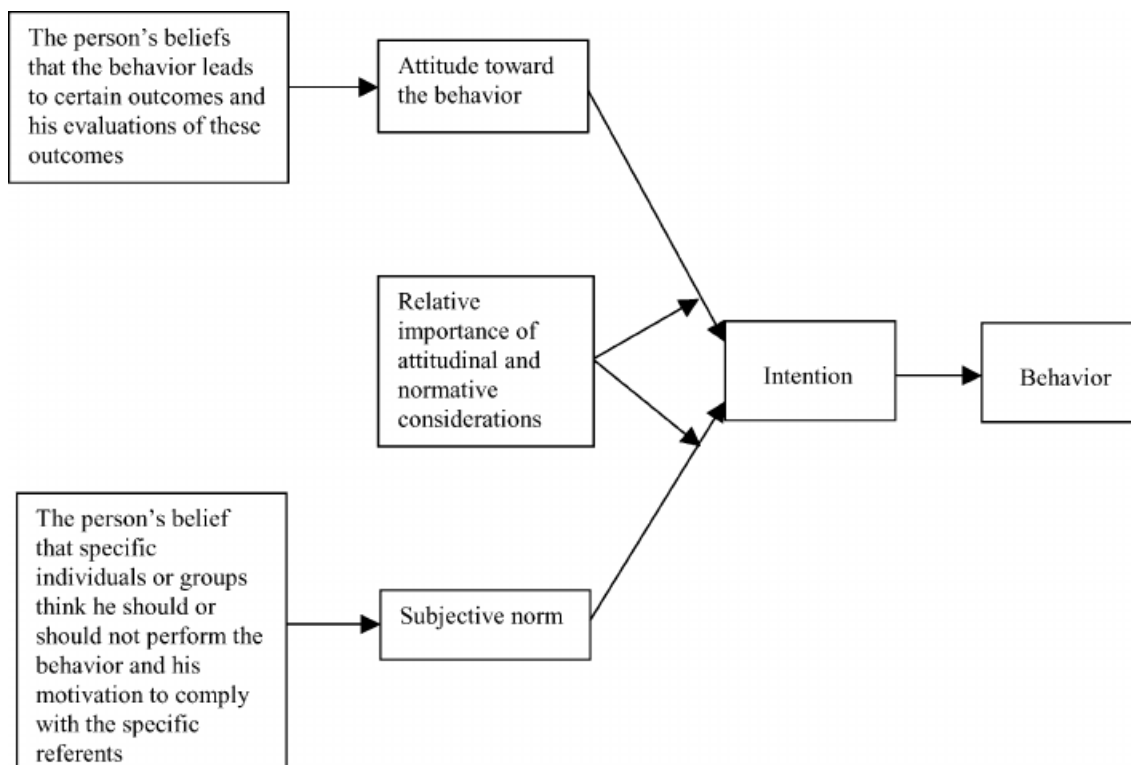 The person's beliefs
that the behavior leads
to certain outcomes and
his evaluations of these
outcomes
Attitude toward
the behavior
Relative
importance of
attitudinal and
normative
considerations
Intention
Behavior
The person's belief
that specific
individuals or groups
think he should or
should not perform the
behavior and his
motivation to comply
with the specific
referents
Subjective norm